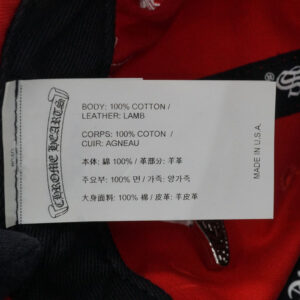 CHROME HEARTS
BODY: 100% COTTON /
LEATHER: LAMB
CORPS: 100% COTON /
CUIR: AGNEAU
本体: 綿 100% / 革部分: 羊革
주요부: 100% 면 / 가죽: 양가죽
大身面料: 100% 棉 / 皮革: 羊皮革
MADE IN U.S.A.